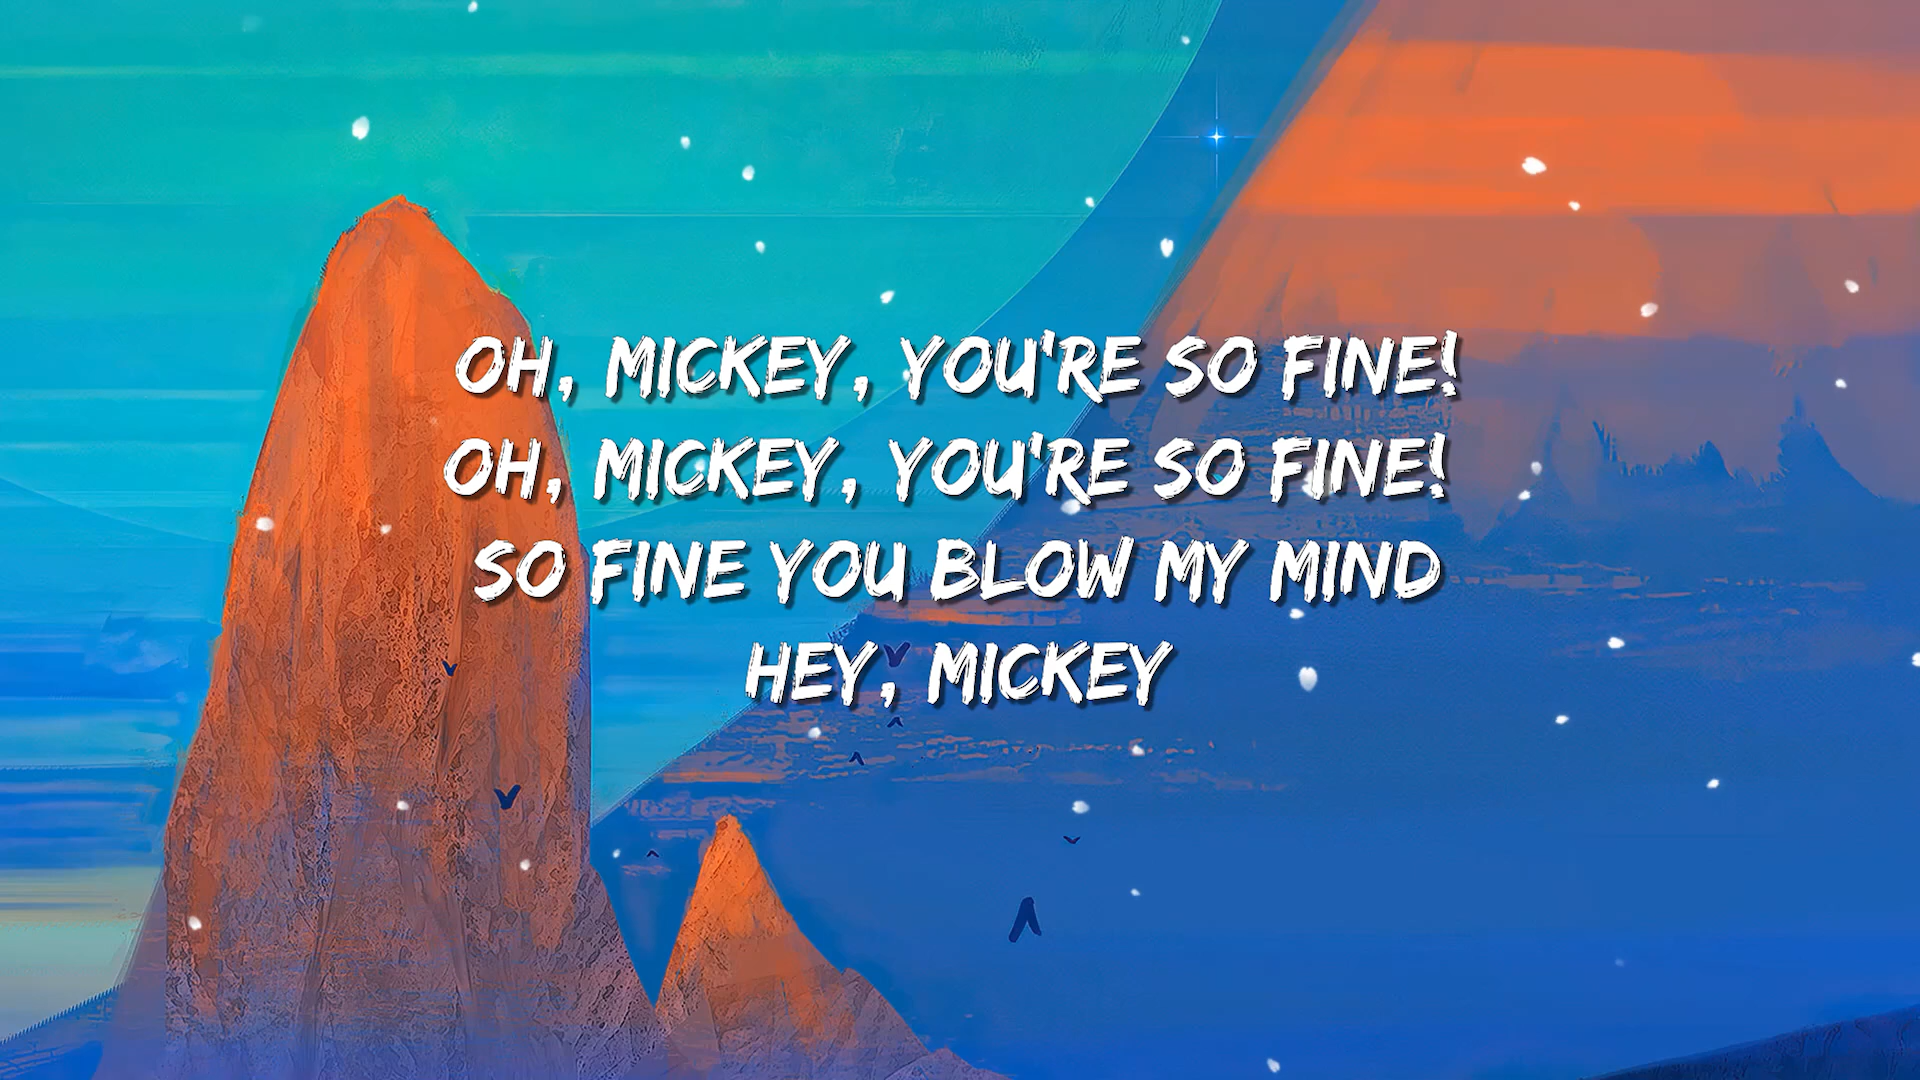 OH, MICKEY, YOU'RE SO FINE!
OH, MICKEY, YOU'RE SO FINE!
SO FINE YOU BLOW MY MIND
HEY, MICKEY